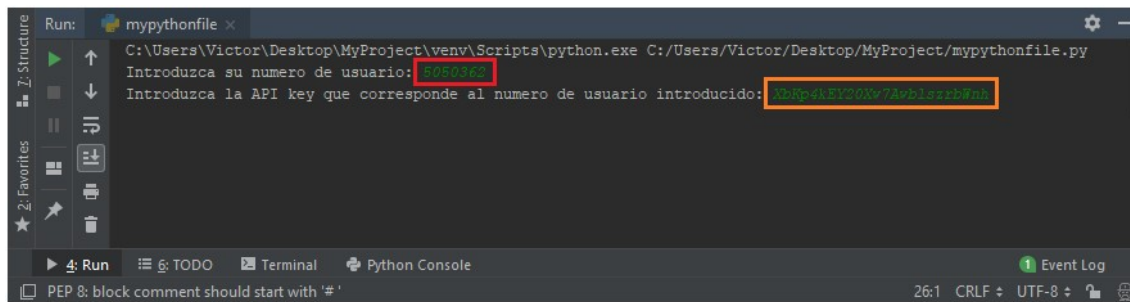 Run: mypythonfile
7: Structure
C:\Users\Victor\Desktop\MyProject\venv\Scripts\python.exe C:/Users/Victor/Desktop/MyProject/mypythonfile.py
Introduzca su numero de usuario: 5050362
Introduzca la API key que corresponde al numero de usuario introducido: XbKp4kEY20Xv7AvblszrbWnh
2: Favorites
4: Run 6: TODO Terminal Python Console 1 Event Log
PEP 8: block comment should start with '# ' 26:1 CRLF UTF-8